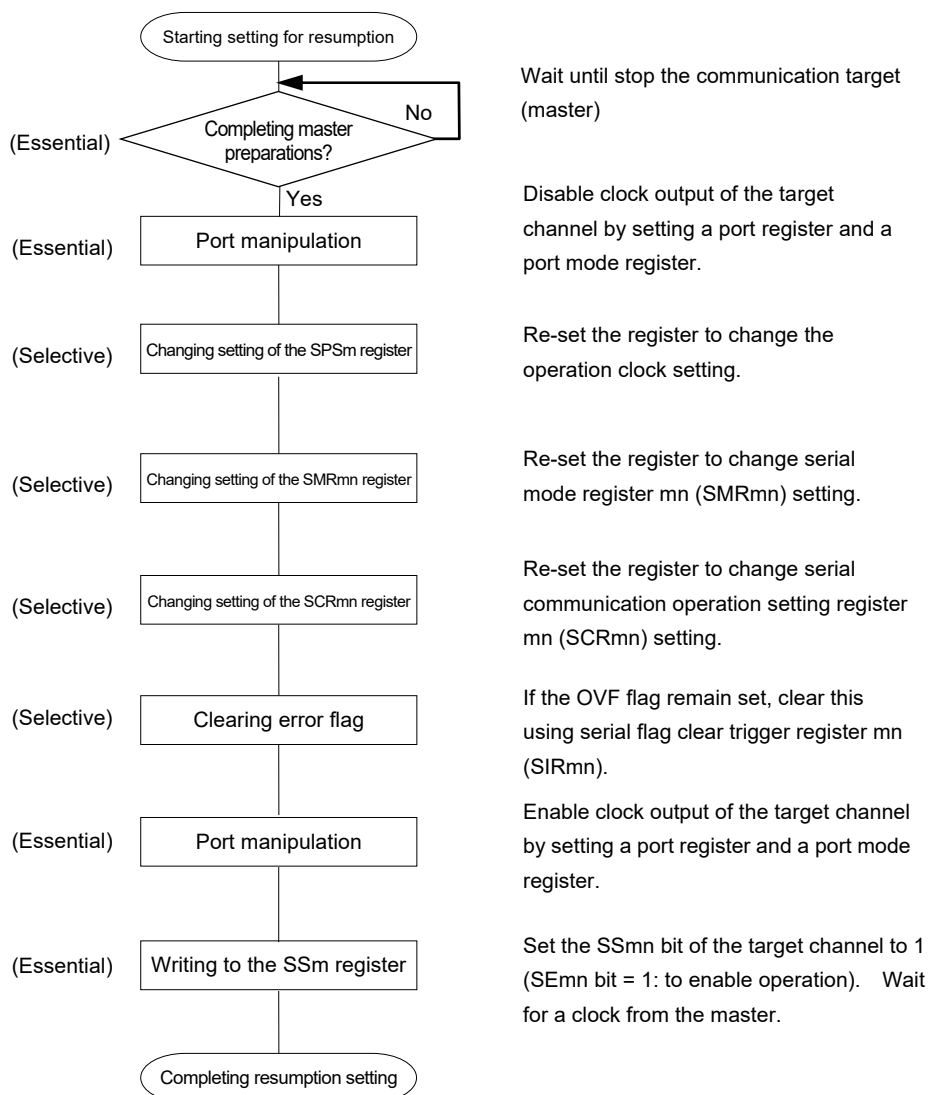 Starting setting for resumption
Wait until stop the communication target
(master)
No
(Essential)
Completing master
preparations?
Yes
Disable clock output of the target
channel by setting a port register and a
port mode register.
(Essential)
Port manipulation
(Selective)
Changing setting of the SPSm register
Re-set the register to change the
operation clock setting.
(Selective)
Changing setting of the SMRmn register
Re-set the register to change serial
mode register mn (SMRmn) setting.
(Selective)
Changing setting of the SCRmn register
Re-set the register to change serial
communication operation setting register
mn (SCRmn) setting.
(Selective)
Clearing error flag
If the OVF flag remain set, clear this
using serial flag clear trigger register mn
(SIRmn).
(Essential)
Port manipulation
Enable clock output of the target channel
by setting a port register and a port mode
register.
(Essential)
Writing to the SSm register
Set the SSmn bit of the target channel to 1
(SEmn bit = 1: to enable operation). Wait
for a clock from the master.
Completing resumption setting